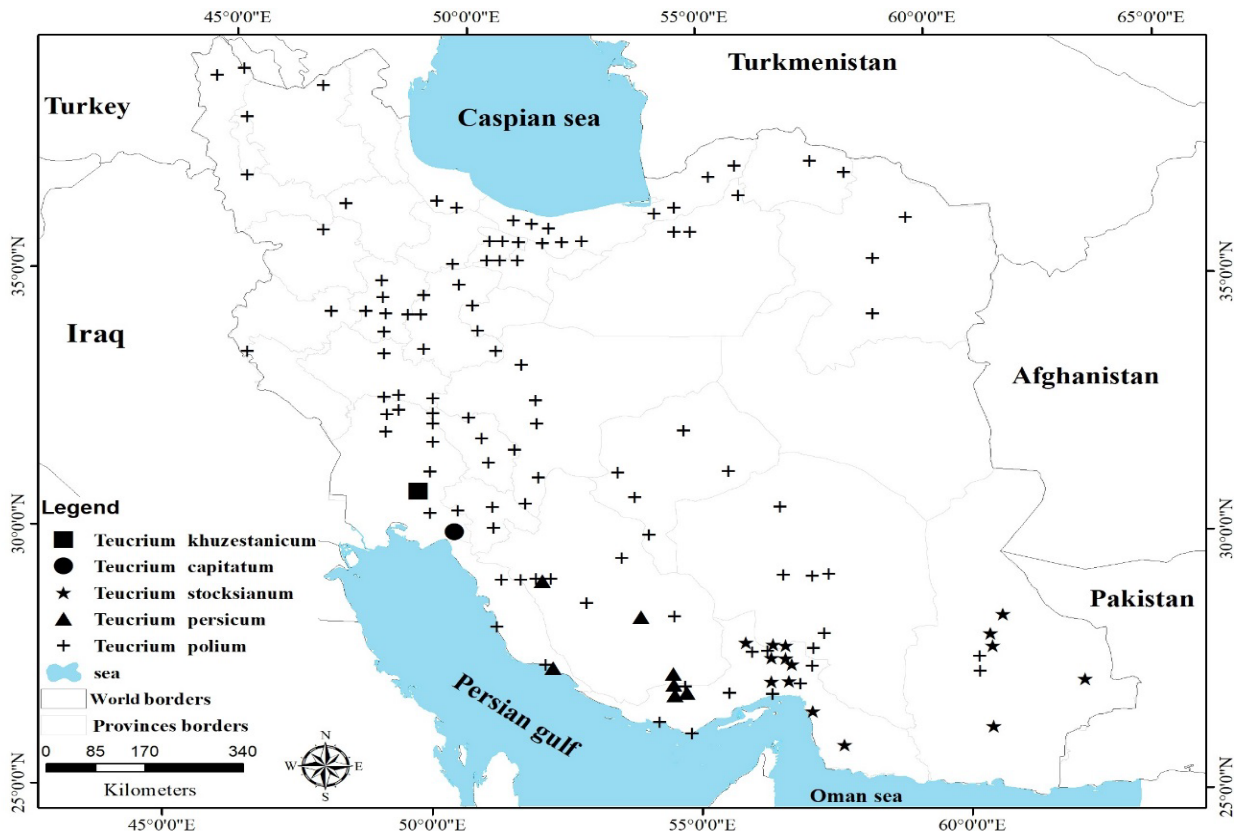 45°0'0"E 50°0'0"E 55°0'0"E 60°0'0"E 65°0'0"E
Turkmenistan
Turkey
Caspian sea
35°0'0"N
35°0'0"N
Iraq
Afghanistan
Legend
30°0'0"N
30°0'0"N
Teucrium khuzestanicum
Teucrium capitatum
Teucrium stocksianum
Teucrium persicum
Teucrium polium
sea
World borders
Provinces borders
Pakistan
Persian gulf
0 85 170 340
Kilometers
N
W E
S
Oman sea
25°0'0"N
25°0'0"N
45°0'0"E 50°0'0"E 55°0'0"E 60°0'0"E